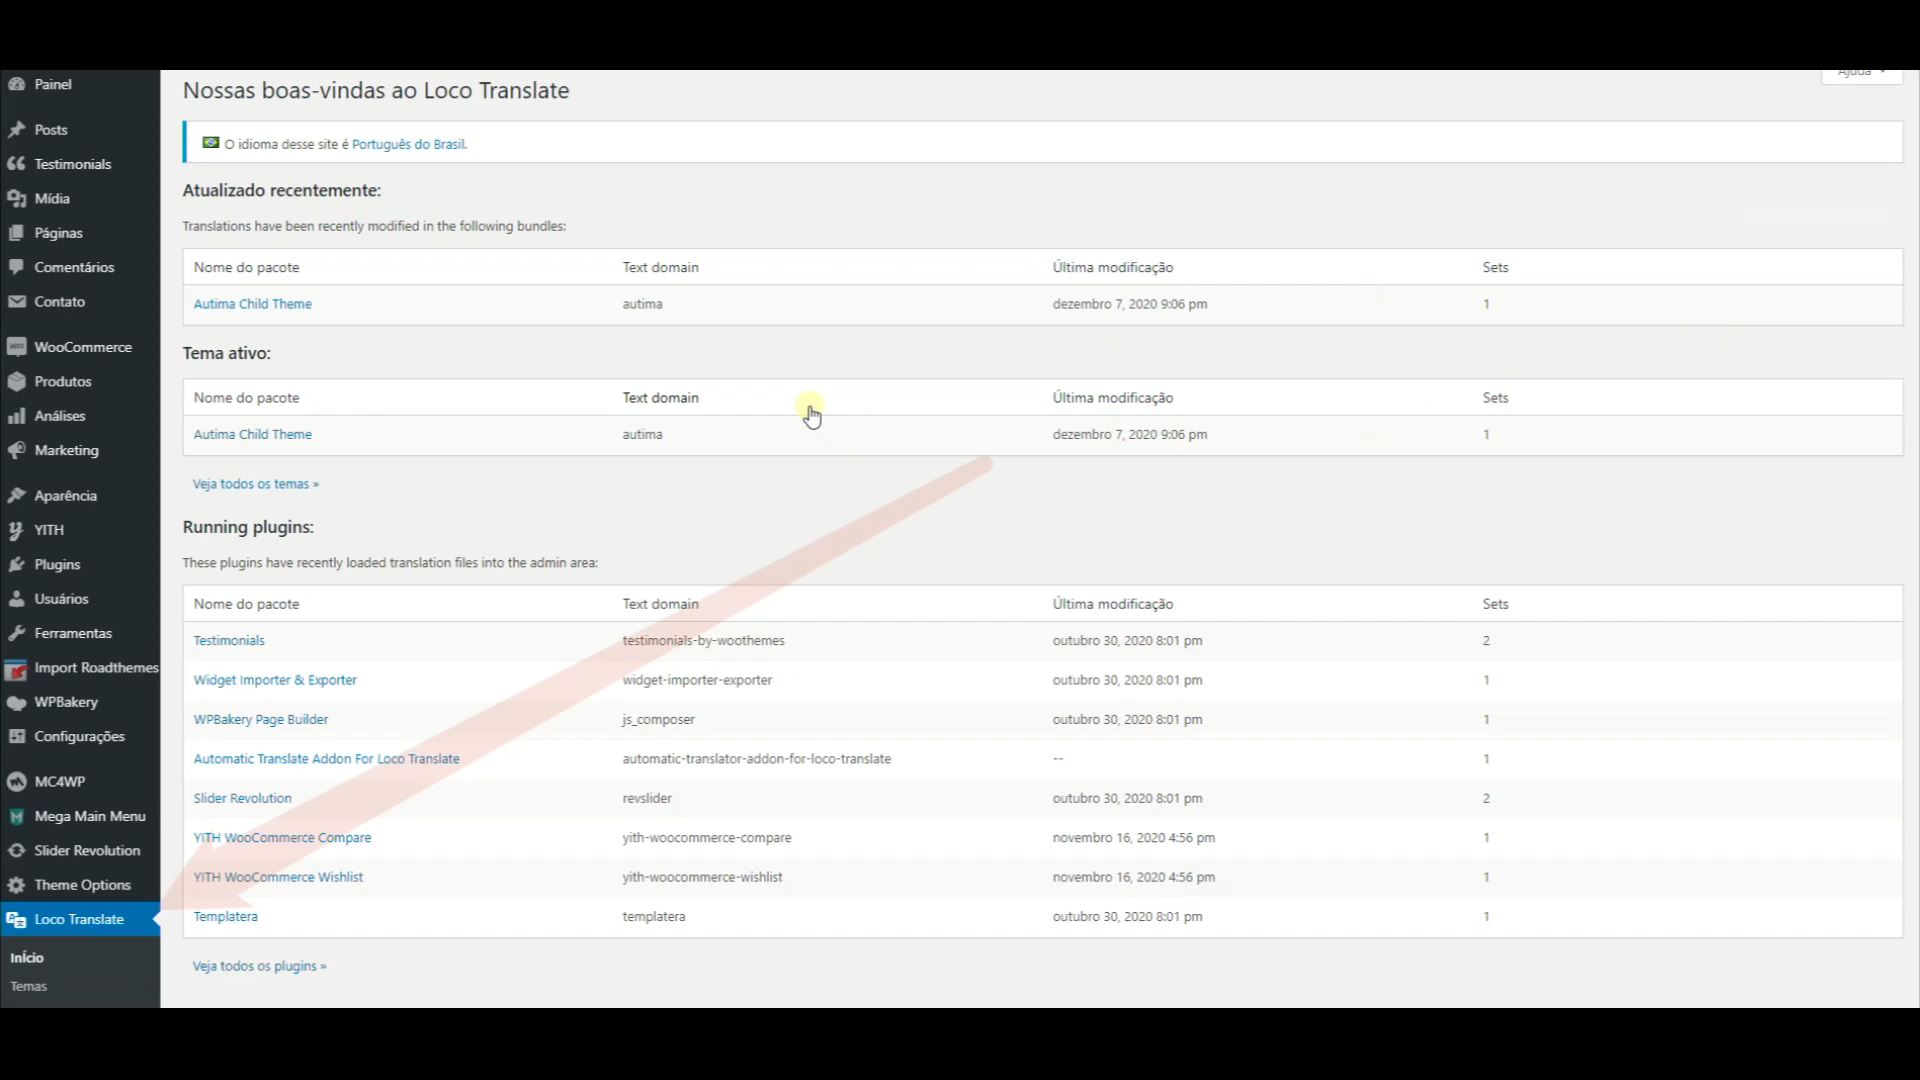 Painel
Posts
Testimonials
Mídia
Páginas
Comentários
Contato
WooCommerce
Produtos
Análises
Marketing
Aparência
YITH
Plugins
Usuários
Ferramentas
Import Roadthemes
WPBakery
Configurações
MC4WP
Mega Main Menu
Slider Revolution
Theme Options
Loco Translate
Início
Temas
Ajuda
Nossas boas-vindas ao Loco Translate
O idioma desse site é Português do Brasil.
Atualizado recentemente:
Translations have been recently modified in the following bundles:
Nome do pacote Text domain Última modificação Sets
Autima Child Theme autima dezembro 7, 2020 9:06 pm 1
Tema ativo:
Nome do pacote Text domain Última modificação Sets
Autima Child Theme autima dezembro 7, 2020 9:06 pm 1
Veja todos os temas »
Running plugins:
These plugins have recently loaded translation files into the admin area:
Nome do pacote Text domain Última modificação Sets
Testimonials testimonials-by-woothemes outubro 30, 2020 8:01 pm 2
Widget Importer & Exporter widget-importer-exporter outubro 30, 2020 8:01 pm 1
WPBakery Page Builder js_composer outubro 30, 2020 8:01 pm 1
Automatic Translate Addon For Loco Translate automatic-translator-addon-for-loco-translate -- 1
Slider Revolution revslider outubro 30, 2020 8:01 pm 2
YITH WooCommerce Compare yith-woocommerce-compare novembro 16, 2020 4:56 pm 1
YITH WooCommerce Wishlist yith-woocommerce-wishlist novembro 16, 2020 4:56 pm 1
Templatera templatera outubro 30, 2020 8:01 pm 1
Veja todos os plugins »